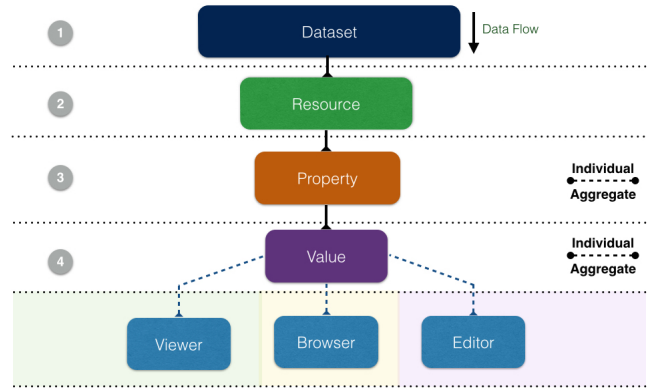 1
Dataset
Data Flow
2
Resource
3
Property
Individual
Aggregate
4
Value
Individual
Aggregate
Viewer
Browser
Editor